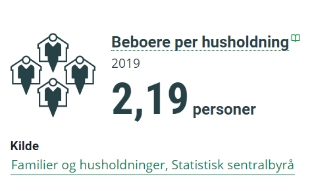 Beboere per husholdning
2019
2,19 personer
Kilde
Familier og husholdninger, Statistisk sentralbyrå